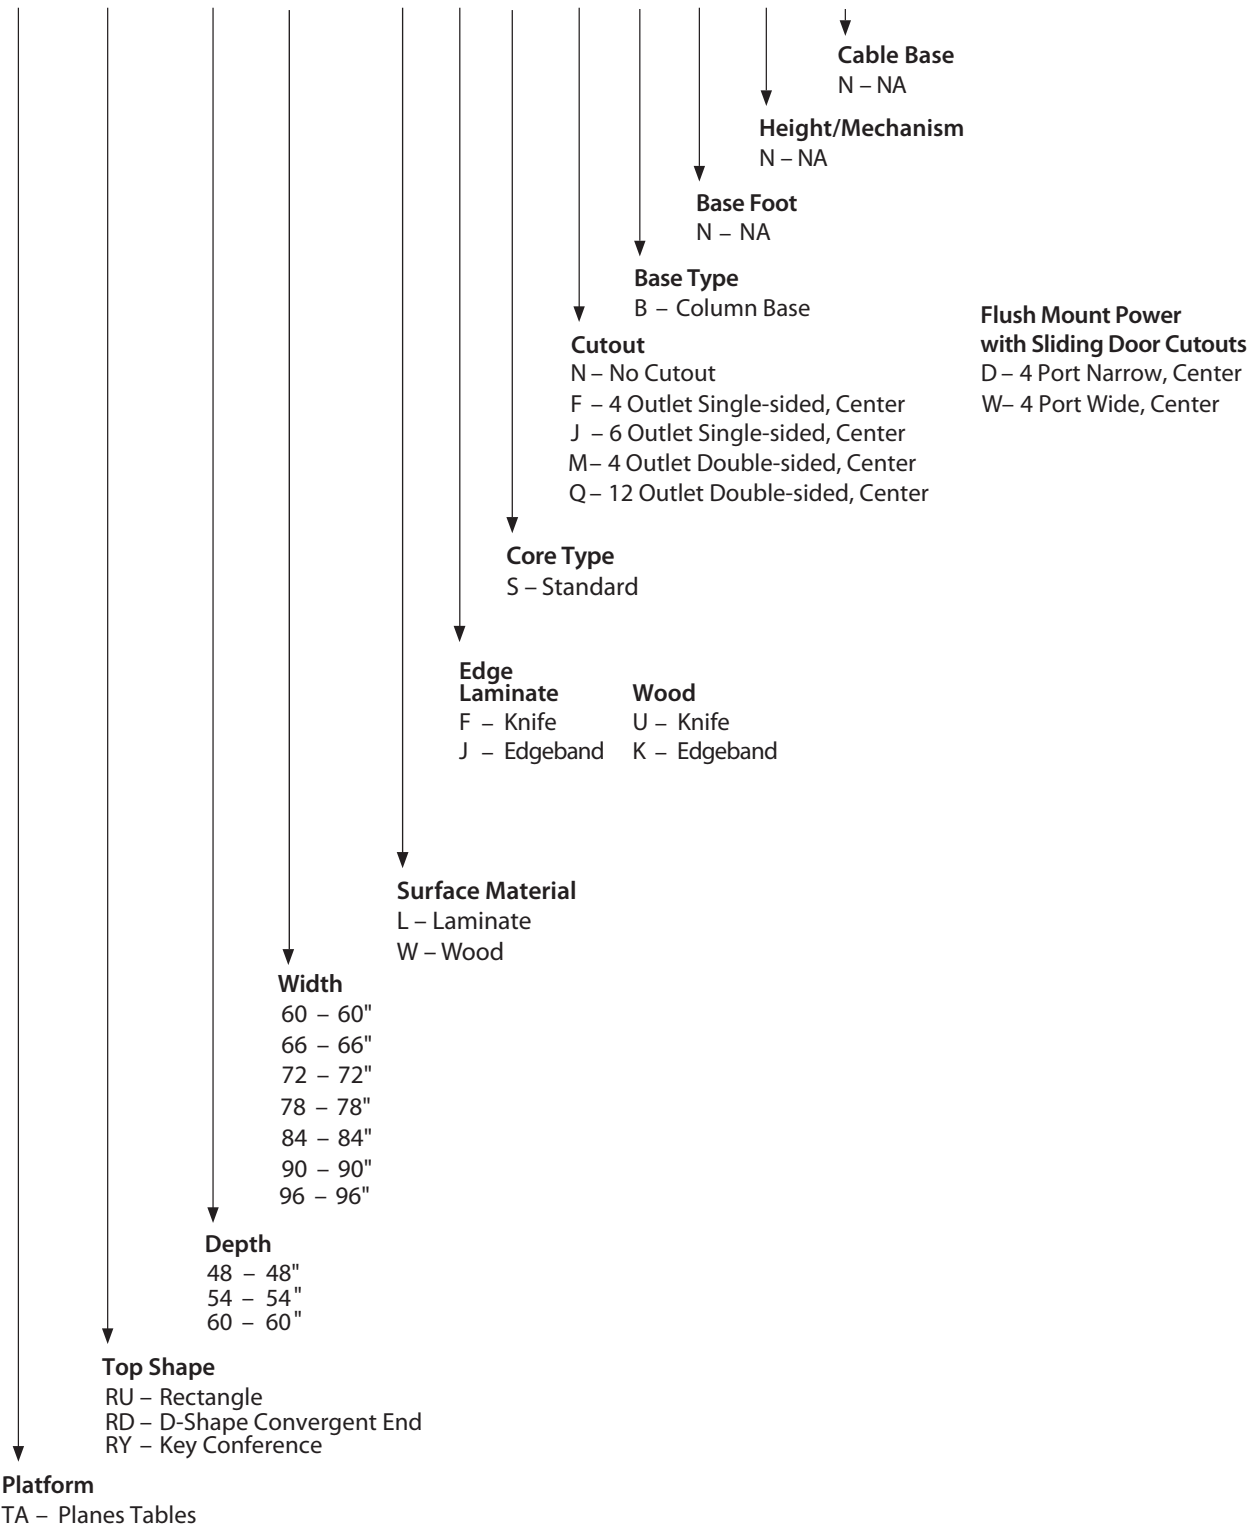 Cable Base
N – NA
Height/Mechanism
N – NA
Base Foot
N – NA
Base Type
B – Column Base
Cutout
N – No Cutout
F – 4 Outlet Single-sided, Center
J – 6 Outlet Single-sided, Center
M– 4 Outlet Double-sided, Center
Q – 12 Outlet Double-sided, Center
Flush Mount Power
with Sliding Door Cutouts
D – 4 Port Narrow, Center
W– 4 Port Wide, Center
Core Type
S – Standard
Edge
Laminate
F – Knife
J – Edgeband
Wood
U – Knife
K – Edgeband
Surface Material
L – Laminate
W – Wood
Width
60 – 60"
66 – 66"
72 – 72"
78 – 78"
84 – 84"
90 – 90"
96 – 96"
Depth
48 – 48"
54 – 54"
60 – 60"
Top Shape
RU – Rectangle
RD – D-Shape Convergent End
RY – Key Conference
Platform
TA – Planes Tables